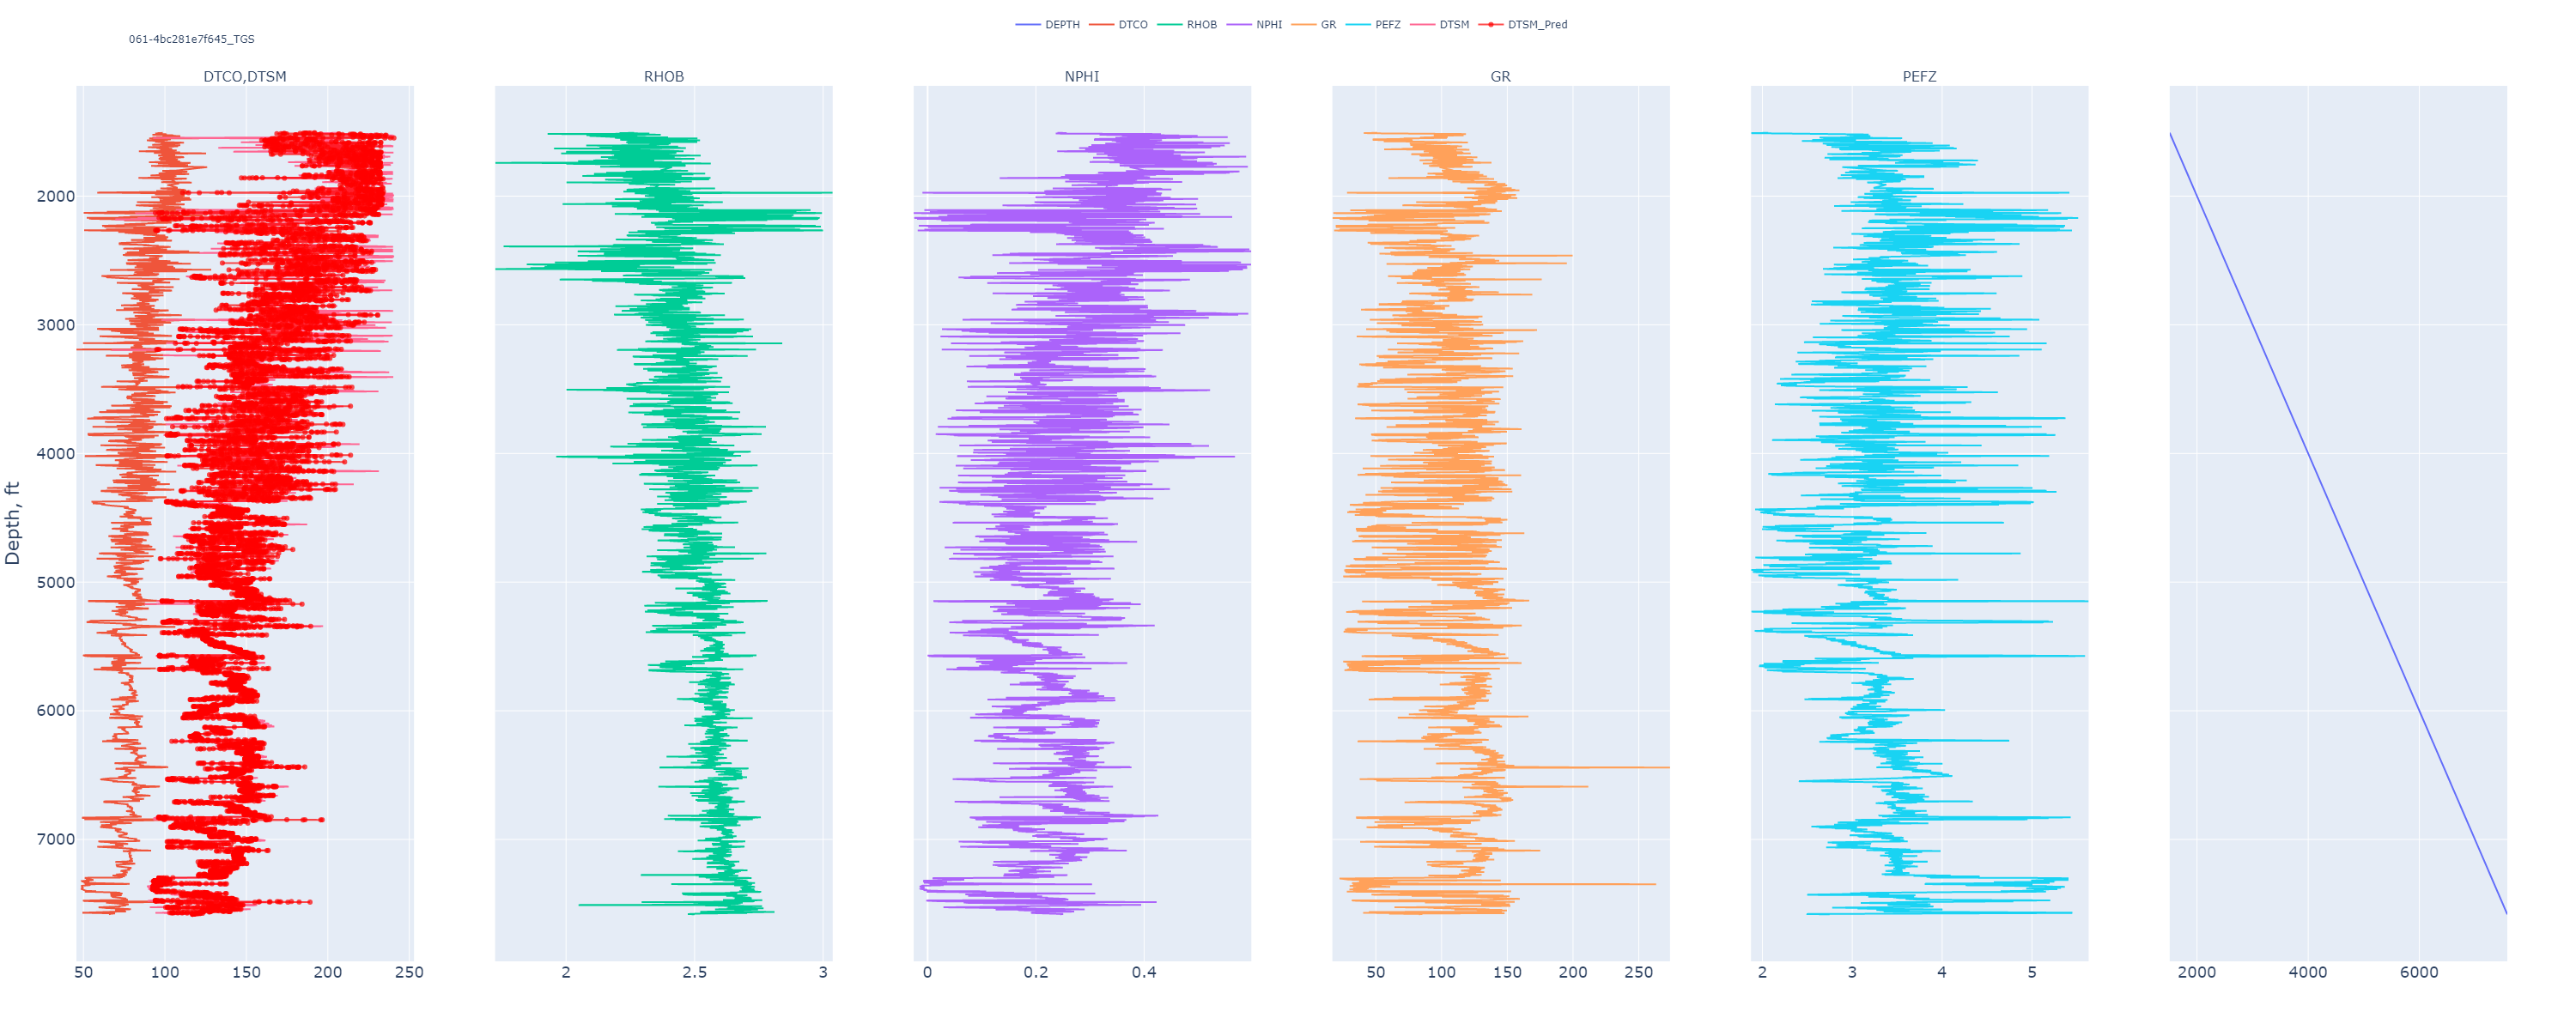 DEPTH DTCO RHOB NPHI GR PEFZ DTSM DTSM_Pred
061-4bc281e7f645_TGS
DTCO,DTSM RHOB NPHI GR PEFZ
Depth, ft
2000
3000
4000
5000
6000
7000
50 100 150 200 250 2 2.5 3 0 0.2 0.4 50 100 150 200 250 2 3 4 5 2000 4000 6000